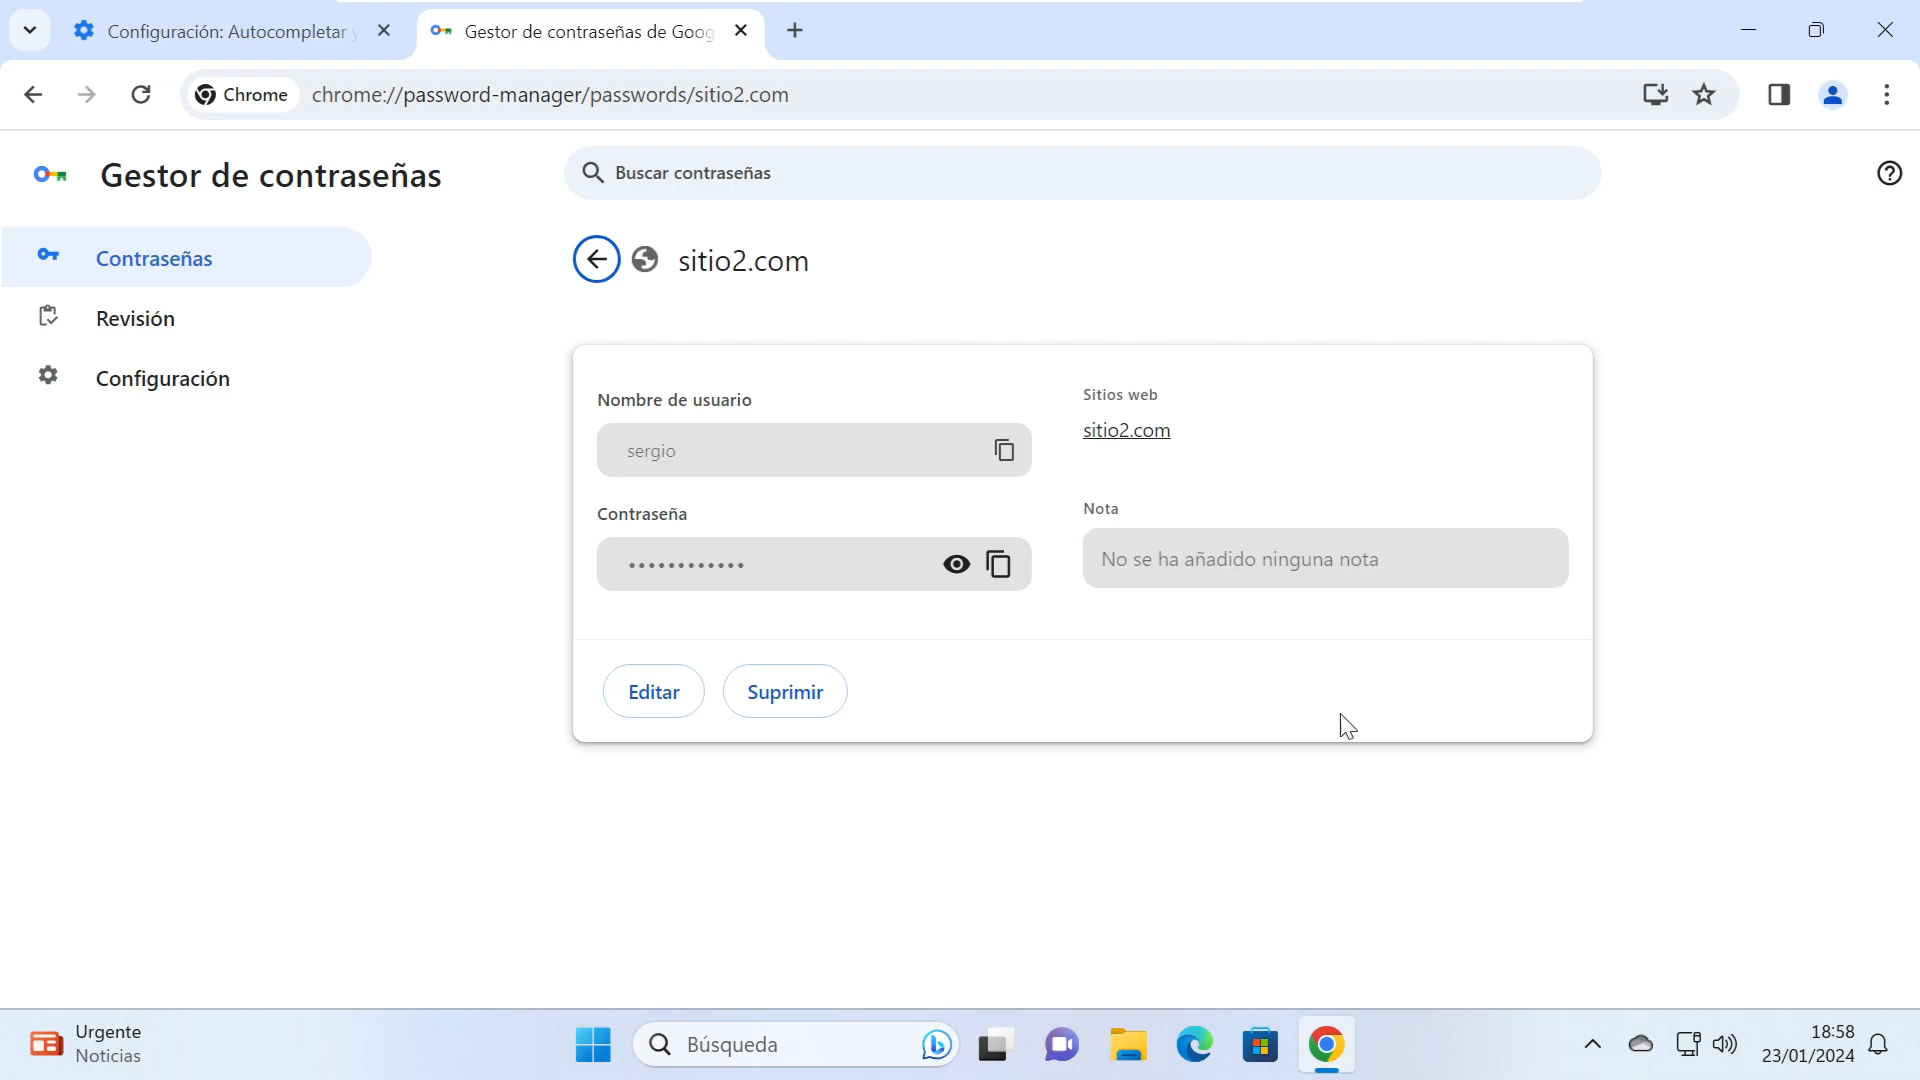 Configuración: Autocompletar y
Gestor de contraseñas de Goog
Chrome
chrome://password-manager/passwords/sitio2.com
Gestor de contraseñas
Buscar contraseñas
Contraseñas
Revisión
Configuración
sitio2.com
Nombre de usuario
sergio
Contraseña
••••••••••••
Sitios web
sitio2.com
Nota
No se ha añadido ninguna nota
Editar
Suprimir
Urgente
Noticias
Búsqueda
18:58
23/01/2024